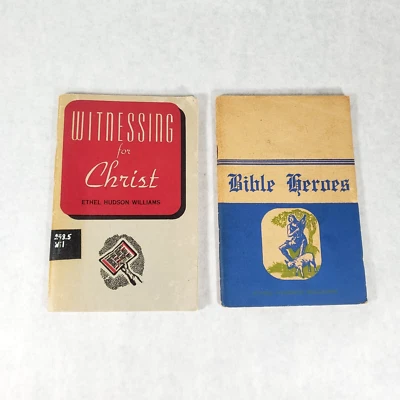 WITNESSING
for
Christ
ETHEL HUDSON WILLIAMS
248.5
Wil
Bible Heroes